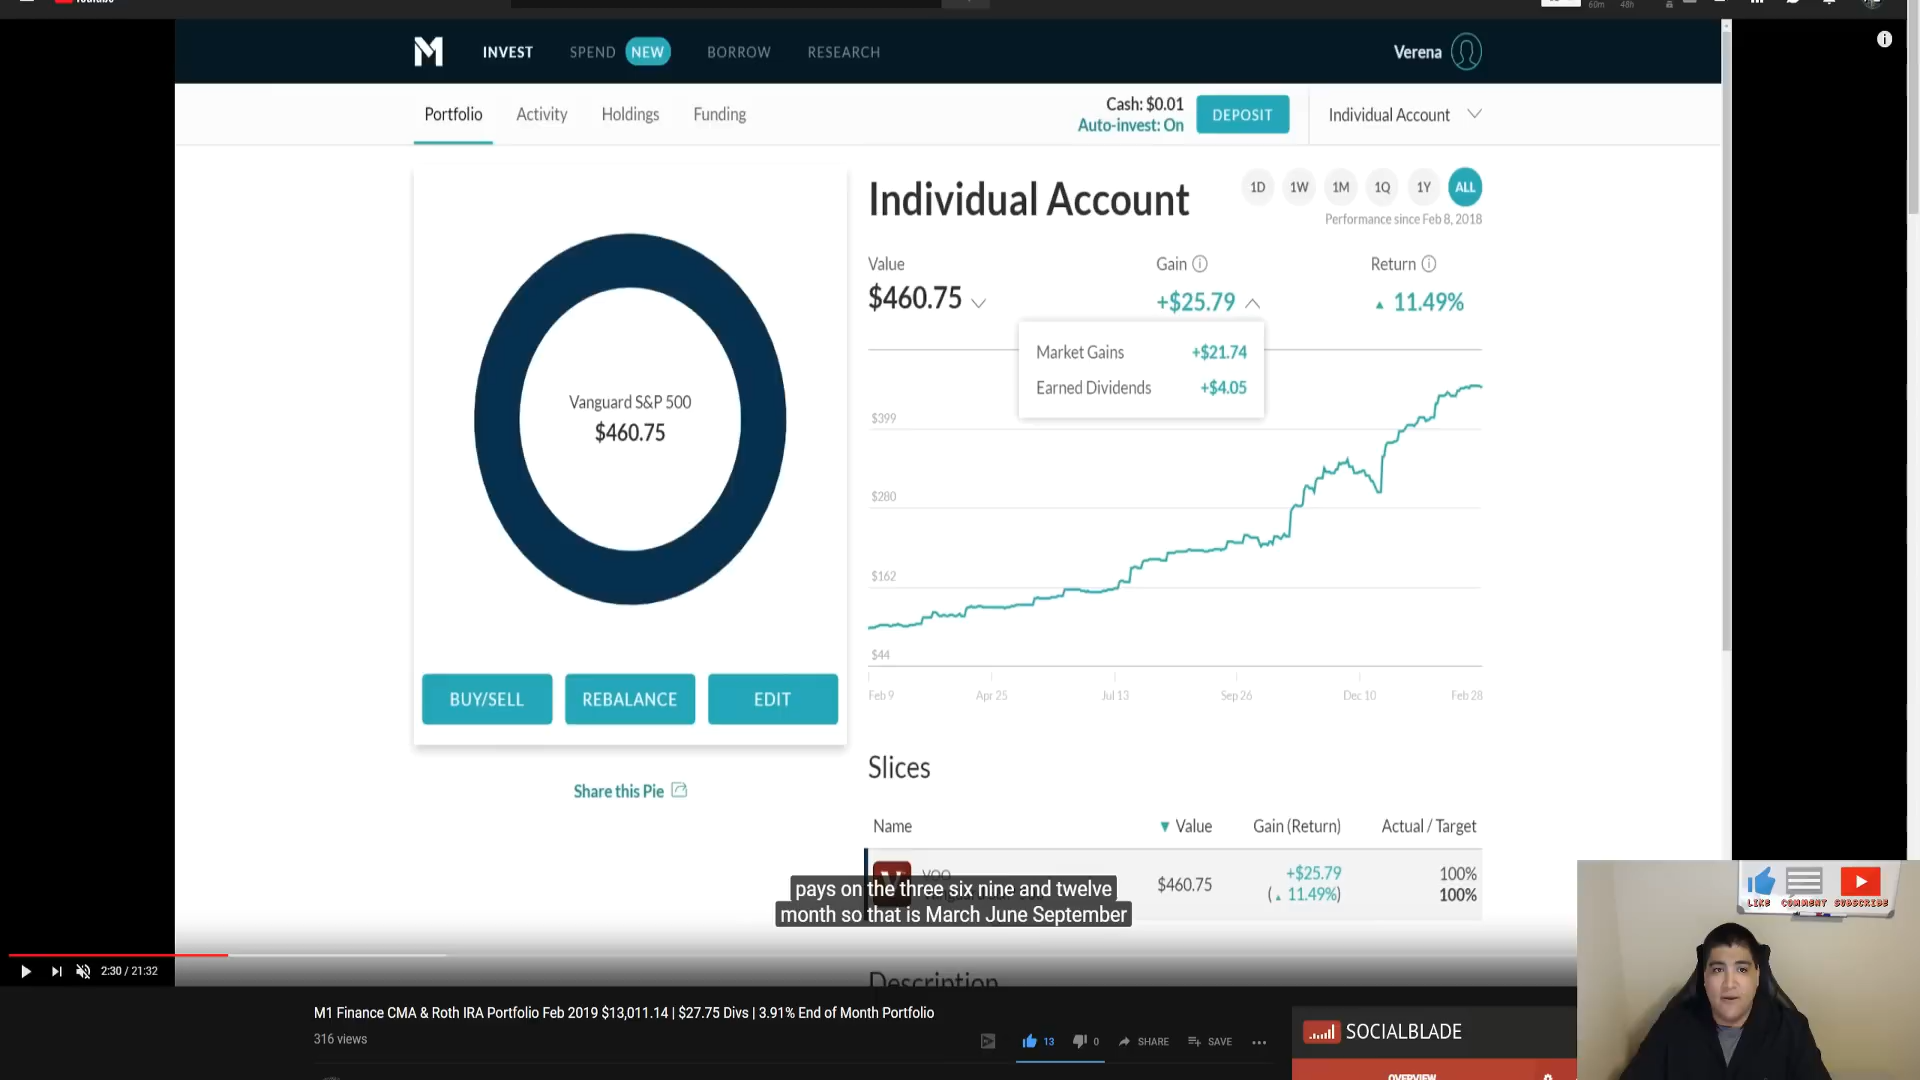 INVEST SPEND NEW BORROW RESEARCH Verena
Portfolio Activity Holdings Funding Cash: $0.01 DEPOSIT Individual Account
Auto-invest: On
Individual Account 1D 1W 1M 1Q 1Y ALL
Performance since Feb 8, 2018
Value Gain Return
$460.75 +$25.79 11.49%
Market Gains +$21.74
Earned Dividends +$4.05
Vanguard S&P 500
$460.75
$399
$280
$162
$44
Feb 9 Apr 25 Jul 13 Sep 26 Dec 10 Feb 28
BUY/SELL REBALANCE EDIT
Share this Pie
Slices
Name Value Gain (Return) Actual / Target
VOO $460.75 +$25.79 100%
(11.49%) 100%
pays on the three six nine and twelve
month so that is March June September
Description
2:30 / 21:32
LIKE COMMENT SUBSCRIBE
M1 Finance CMA & Roth IRA Portfolio Feb 2019 $13,011.14 | $27.75 Divs | 3.91% End of Month Portfolio
316 views
13 0 SHARE SAVE
SOCIALBLADE
OVERVIEW